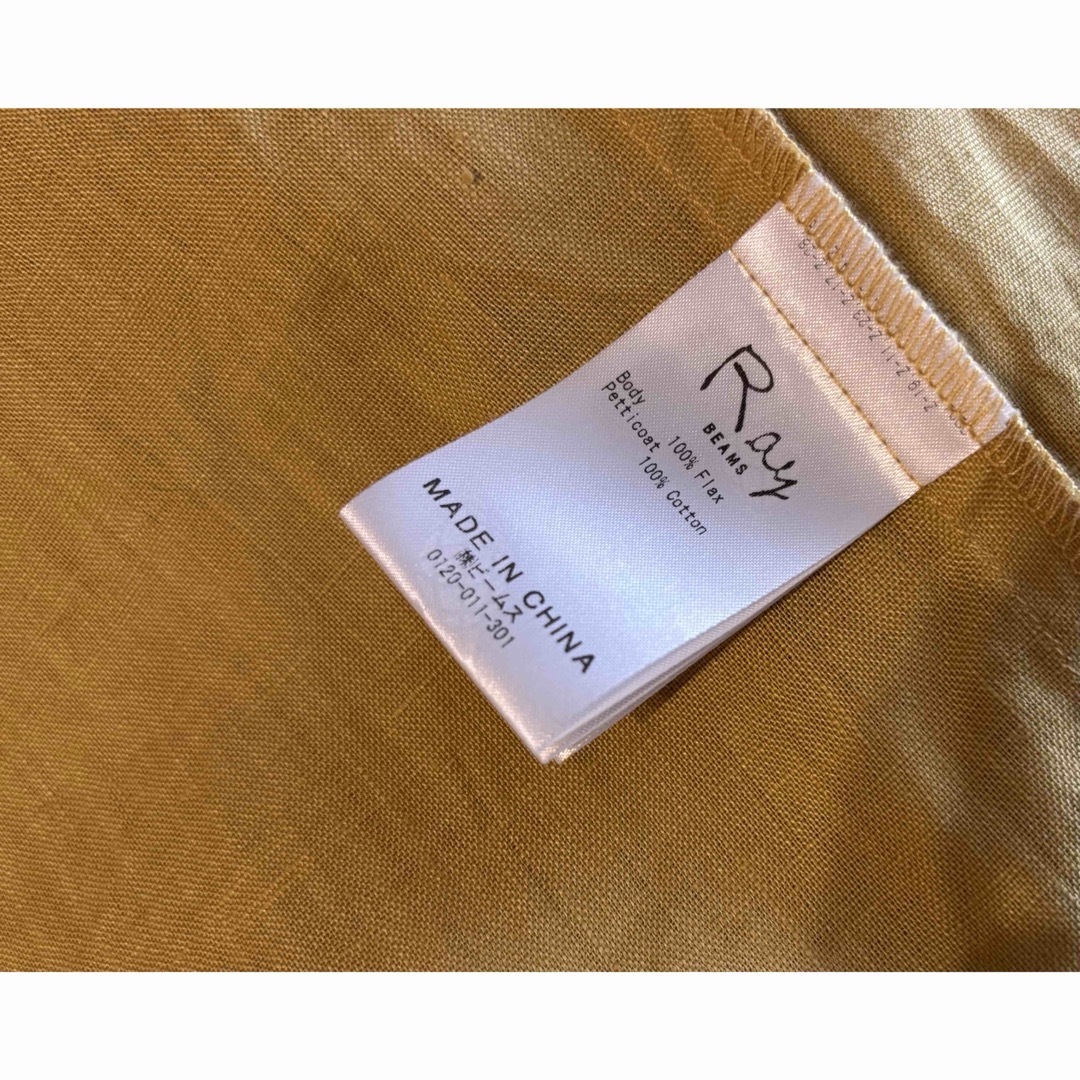 Ray
BEAMS
Body 100% Flax
Petticoat 100% Cotton
MADE IN CHINA
㈱ビームス
0120-011-301